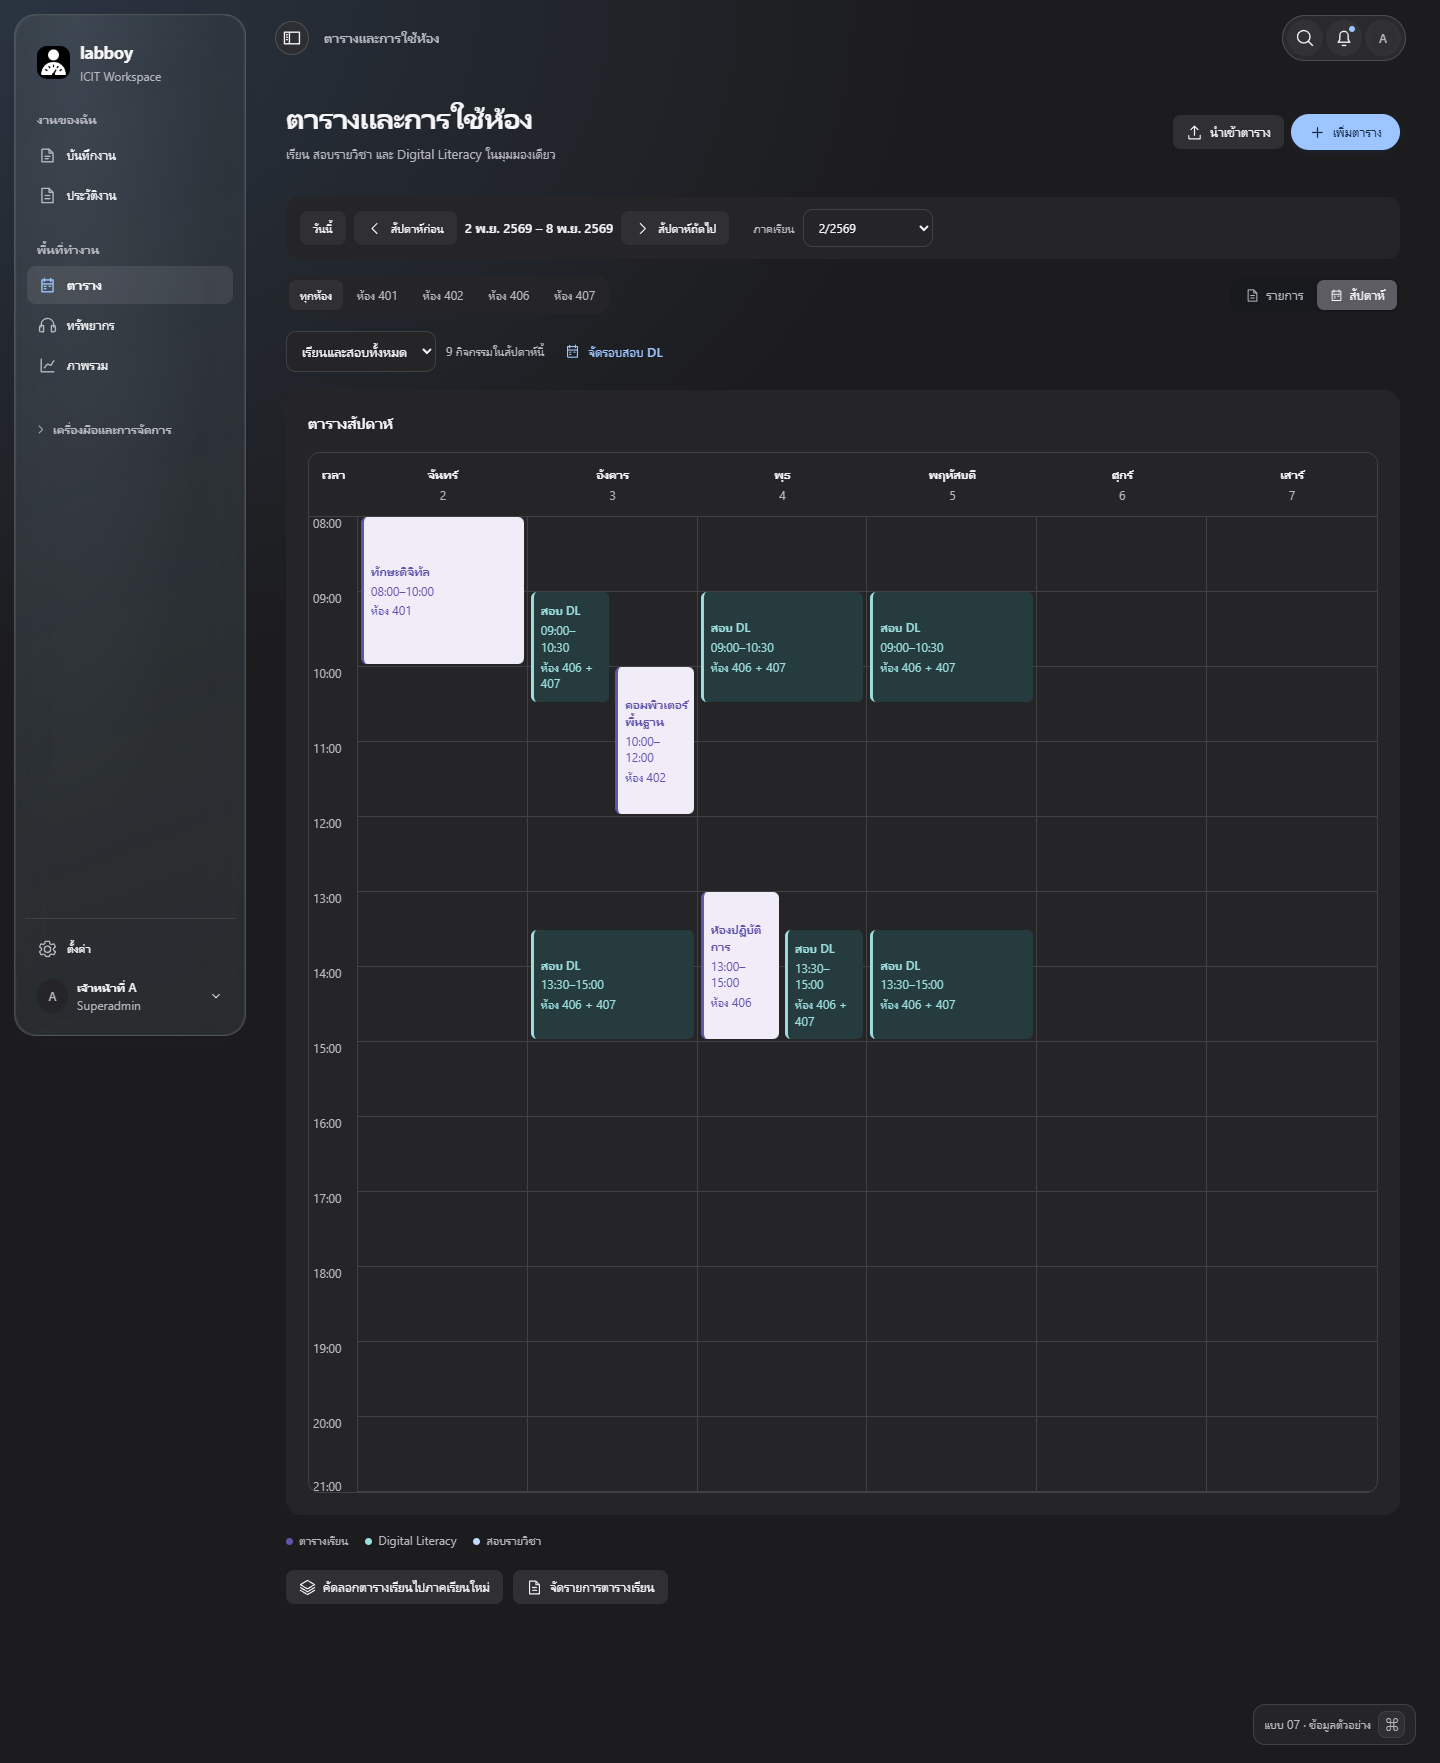 labboy
ICIT Workspace
งานของฉัน
บันทึกงาน
ประวัติงาน
พื้นที่ทำงาน
ตาราง
ทรัพยากร
ภาพรวม
เครื่องมือและการจัดการ
ตั้งค่า
A
เจ้าหน้าที่ A
Superadmin
ตารางและการใช้ห้อง
A
ตารางและการใช้ห้อง
เรียน สอบรายวิชา และ Digital Literacy ในมุมมองเดียว
นำเข้าตาราง
เพิ่มตาราง
วันนี้
สัปดาห์ก่อน
2 พ.ย. 2569 – 8 พ.ย. 2569
สัปดาห์ถัดไป
ภาคเรียน
2/2569
ทุกห้อง
ห้อง 401
ห้อง 402
ห้อง 406
ห้อง 407
รายการ
สัปดาห์
เรียนและสอบทั้งหมด
9 กิจกรรมในสัปดาห์นี้
จัดรอบสอบ DL
ตารางสัปดาห์
เวลา
จันทร์
2
อังคาร
3
พุธ
4
พฤหัสบดี
5
ศุกร์
6
เสาร์
7
08:00
09:00
10:00
11:00
12:00
13:00
14:00
15:00
16:00
17:00
18:00
19:00
20:00
21:00
ทักษะดิจิทัล
08:00–10:00
ห้อง 401
สอบ DL
09:00–
10:30
ห้อง 406 +
407
คอมพิวเตอร์
พื้นฐาน
10:00–
12:00
ห้อง 402
สอบ DL
13:30–15:00
ห้อง 406 + 407
สอบ DL
09:00–10:30
ห้อง 406 + 407
ห้องปฏิบัติ
การ
13:00–
15:00
ห้อง 406
สอบ DL
13:30–
15:00
ห้อง 406 +
407
สอบ DL
09:00–10:30
ห้อง 406 + 407
สอบ DL
13:30–15:00
ห้อง 406 + 407
ตารางเรียน
Digital Literacy
สอบรายวิชา
คัดลอกตารางเรียนไปภาคเรียนใหม่
จัดรายการตารางเรียน
แบบ 07 · ข้อมูลตัวอย่าง ⌘